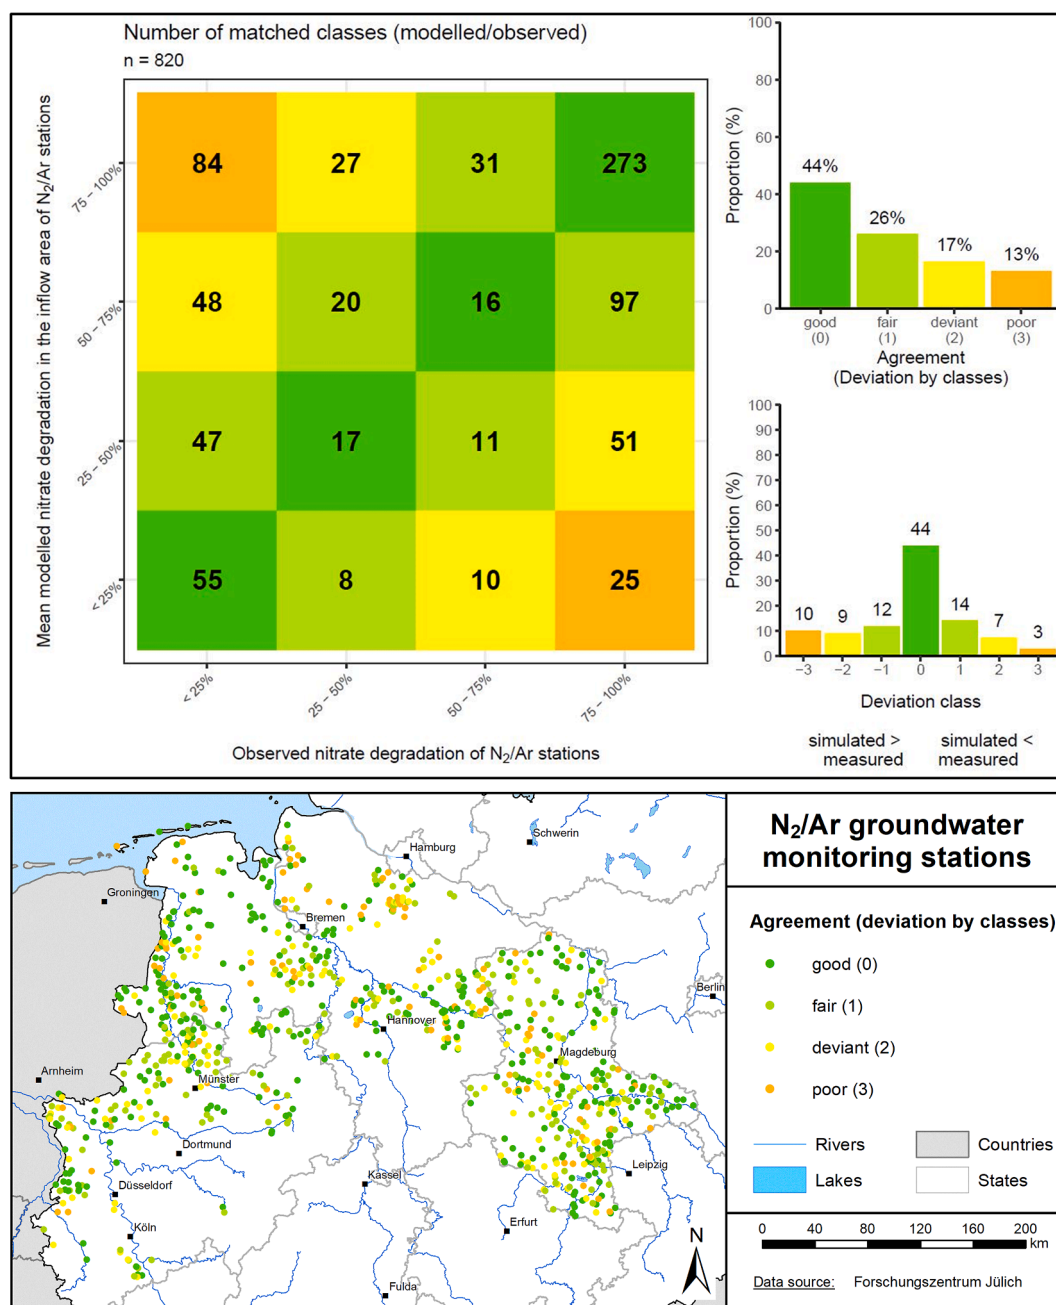 Number of matched classes (modelled/observed)
n = 820
Mean modelled nitrate degradation in the inflow area of N₂/Ar stations
75 – 100%
84
27
31
273
50 – 75%
48
20
16
97
25 – 50%
47
17
11
51
< 25%
55
8
10
25
< 25%
25 – 50%
50 – 75%
75 – 100%
Observed nitrate degradation of N₂/Ar stations
Proportion (%)
100
80
60
40
20
0
44%
26%
17%
13%
good
(0)
fair
(1)
deviant
(2)
poor
(3)
Agreement
(Deviation by classes)
Proportion (%)
100
90
80
70
60
50
40
30
20
10
0
10
9
12
44
14
7
3
−3
−2
−1
0
1
2
3
Deviation class
simulated >
measured
simulated <
measured
Schwerin
Hamburg
Groningen
Bremen
Berlin
Hannover
Magdeburg
Arnheim
Münster
Dortmund
Leipzig
Kassel
Düsseldorf
Erfurt
Köln
Fulda
N
N₂/Ar groundwater
monitoring stations
Agreement (deviation by classes)
good (0)
fair (1)
deviant (2)
poor (3)
Rivers
Countries
Lakes
States
0 40 80 120 160 200
km
Data source: Forschungszentrum Jülich